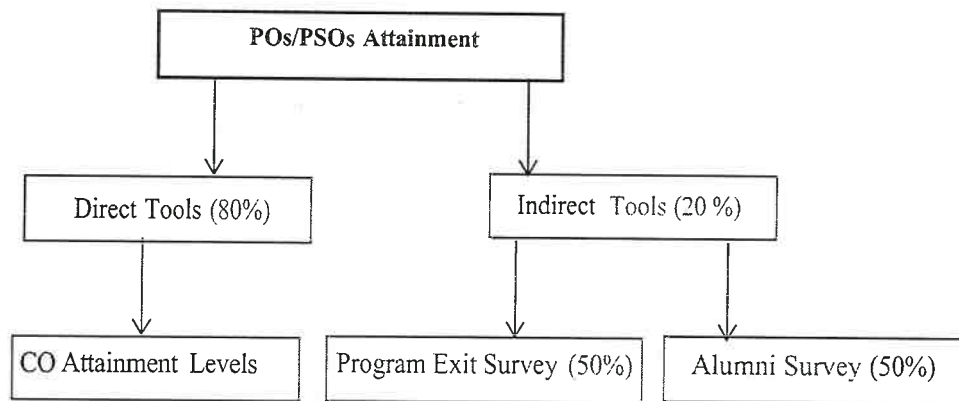 POs/PSOs Attainment
Direct Tools (80%)
Indirect Tools (20 %)
CO Attainment Levels
Program Exit Survey (50%)
Alumni Survey (50%)